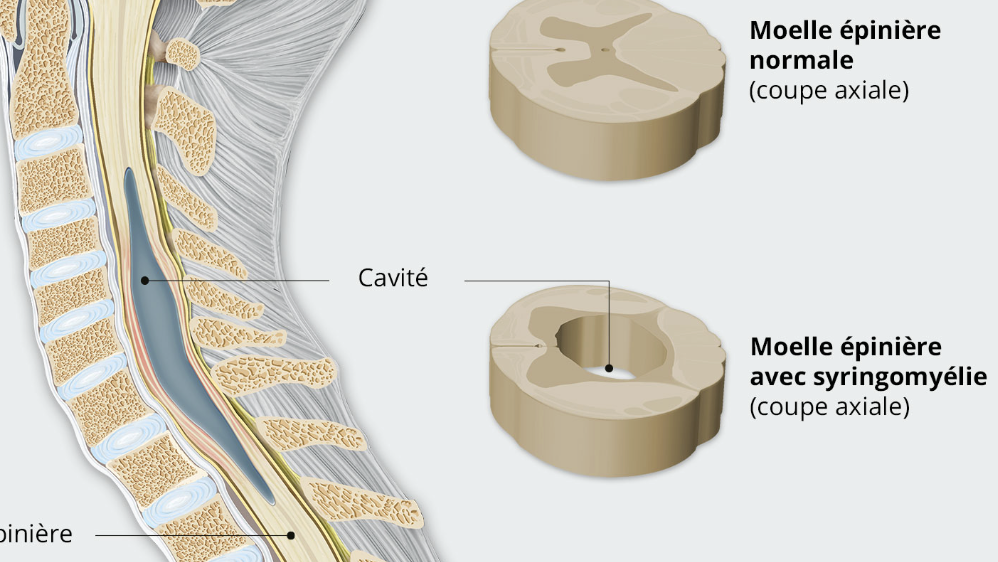 Moelle épinière
normale
(coupe axiale)
Cavité
Moelle épinière
avec syringomyélie
(coupe axiale)
pinière